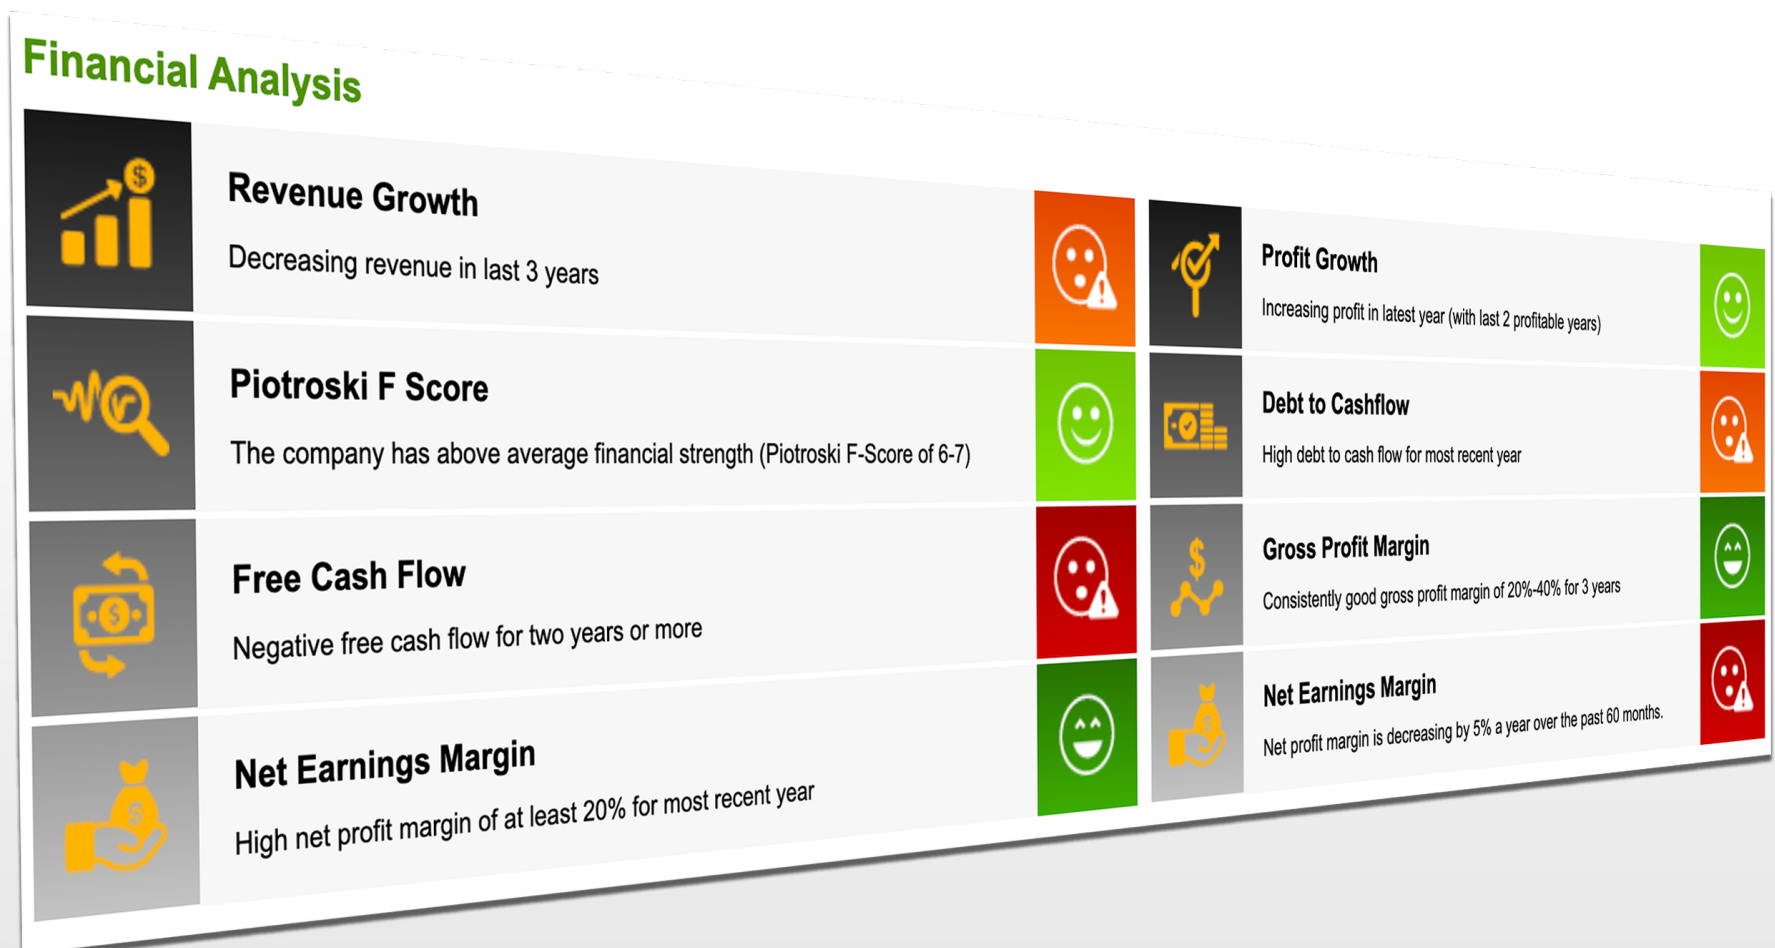 Financial Analysis
Revenue Growth
Decreasing revenue in last 3 years
Piotroski F Score
The company has above average financial strength (Piotroski F-Score of 6-7)
Free Cash Flow
Negative free cash flow for two years or more
Net Earnings Margin
High net profit margin of at least 20% for most recent year
Profit Growth
Increasing profit in latest year (with last 2 profitable years)
Debt to Cashflow
High debt to cash flow for most recent year
Gross Profit Margin
Consistently good gross profit margin of 20%-40% for 3 years
Net Earnings Margin
Net profit margin is decreasing by 5% a year over the past 60 months.